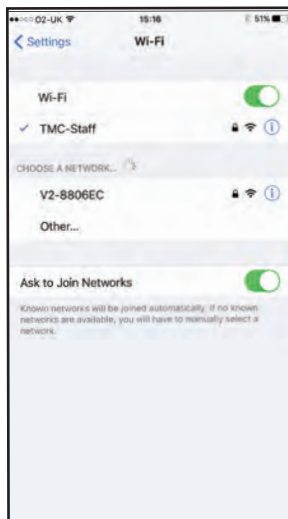 O2-UK 15:16 51%
Settings Wi-Fi
Wi-Fi
TMC-Staff
CHOOSE A NETWORK...
V2-8806EC
Other...
Ask to Join Networks
Known networks will be joined automatically. If no known
networks are available, you will have to manually select a
network.